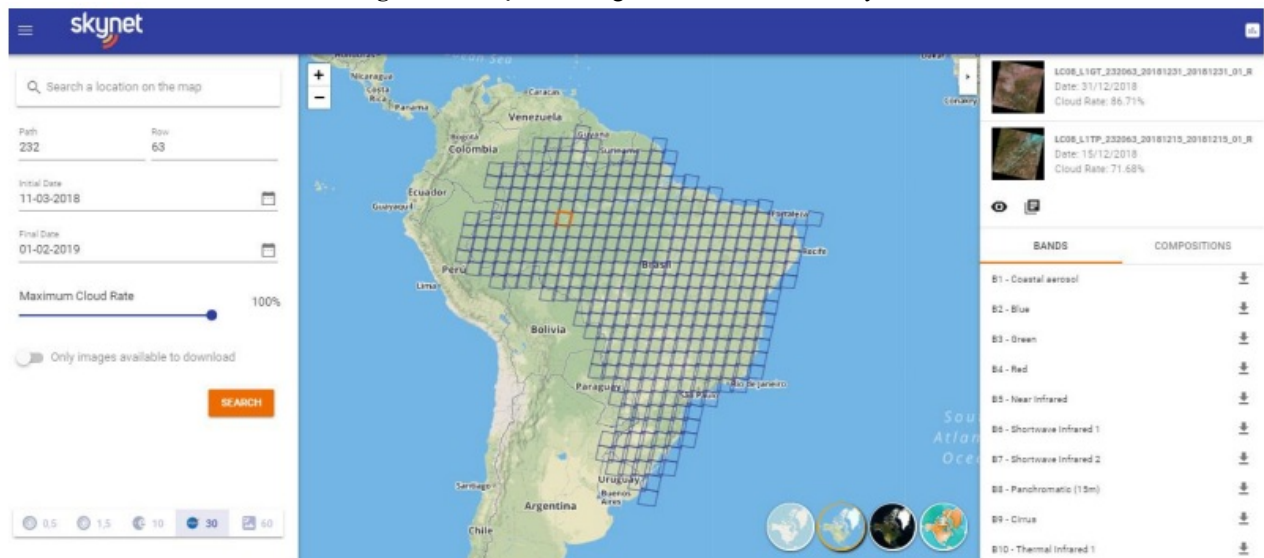 skynet
Search a location on the map
Path
Row
232
63
Initial Date
11-03-2018
Final Date
01-02-2019
Maximum Cloud Rate
100%
Only images available to download
SEARCH
0,5
1,5
10
30
60
+
−
Nicaragua
Costa Rica
Panama
Caracas
Venezuela
Bogotá
Colombia
Guyana
Suriname
Ecuador
Guayaquil
Fortaleza
Recife
Brasil
Peru
Lima
Bolivia
Paraguay
Rio de Janeiro
São Paulo
Uruguay
Santiago
Buenos Aires
Argentina
Chile
Conakry
LC08_L1GT_232063_20181231_20181231_01_R
Date: 31/12/2018
Cloud Rate: 86.71%
LC08_L1TP_232063_20181215_20181215_01_R
Date: 15/12/2018
Cloud Rate: 71.68%
BANDS
COMPOSITIONS
B1 - Coastal aerosol
B2 - Blue
B3 - Green
B4 - Red
B5 - Near Infrared
B6 - Shortwave Infrared 1
B7 - Shortwave Infrared 2
B8 - Panchromatic (15m)
B9 - Cirrus
B10 - Thermal Infrared 1